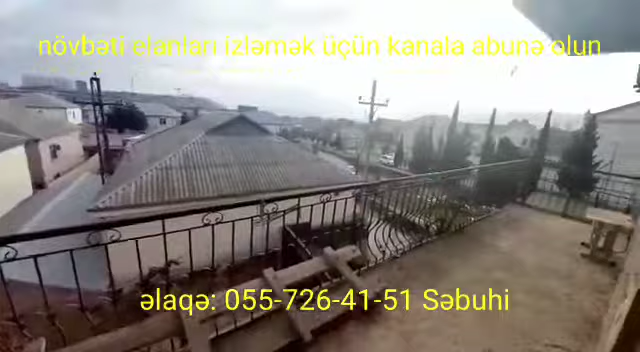 növbəti elanları izləmək üçün kanala abunə olun
əlaqə: 055-726-41-51 Səbuhi